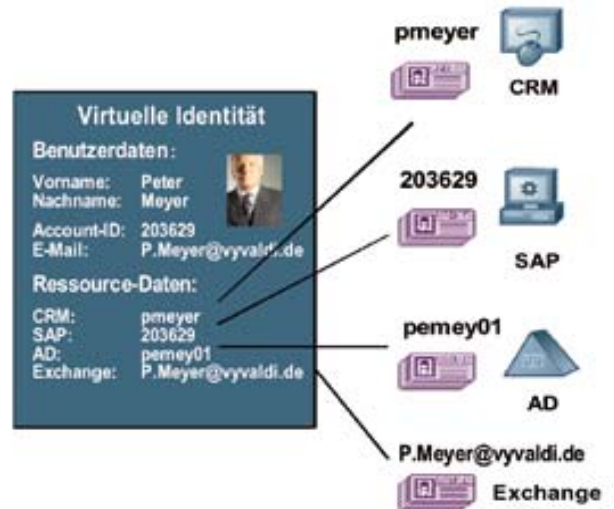 Virtuelle Identität
Benutzerdaten:
Vorname: Peter
Nachname: Meyer
Account-ID: 203629
E-Mail: P.Meyer@vyvaldi.de
Ressource-Daten:
CRM: pmeyer
SAP: 203629
AD: pemey01
Exchange: P.Meyer@vyvaldi.de
pmeyer
CRM
203629
SAP
pemey01
AD
P.Meyer@vyvaldi.de
Exchange